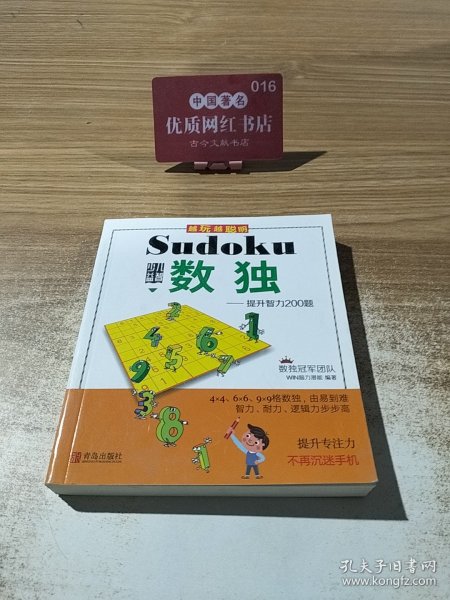 016
中国著名
优质网红书店
古今文献书店
越玩越聪明
Sudoku
少儿
益智
数独
——提升智力200题
数独冠军团队
WIN脑力潜能 编著
4×4、6×6、9×9格数独，由易到难
智力、耐力、逻辑力步步高
提升专注力
不再沉迷手机
青岛出版社
孔夫子旧书网
www.kongfz.com